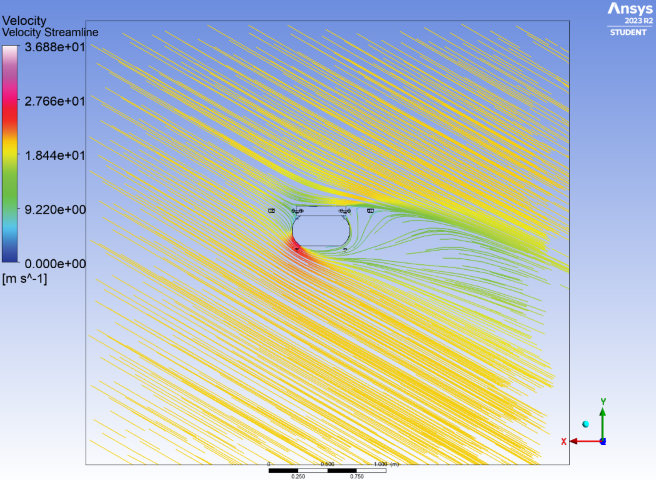 Velocity
Velocity Streamline
3.688e+01
2.766e+01
1.844e+01
9.220e+00
0.000e+00
[m s^-1]
Ansys
2023 R2
STUDENT
Y
X
0 0.500 1.000 (m)
0.250 0.750